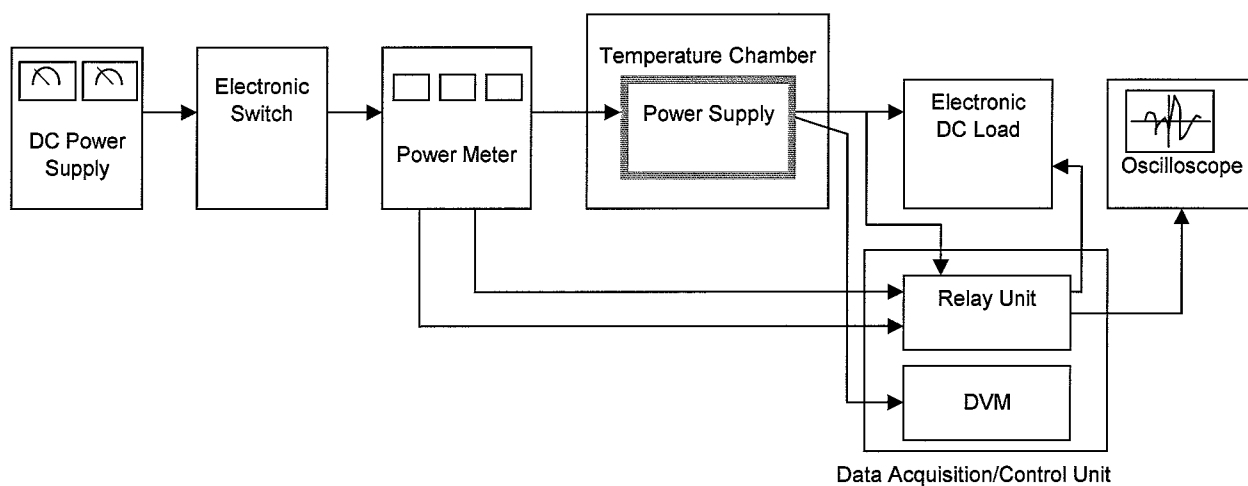 DC Power
Supply
Electronic
Switch
Power Meter
Temperature Chamber
Power Supply
Electronic
DC Load
Oscilloscope
Relay Unit
DVM
Data Acquisition/Control Unit